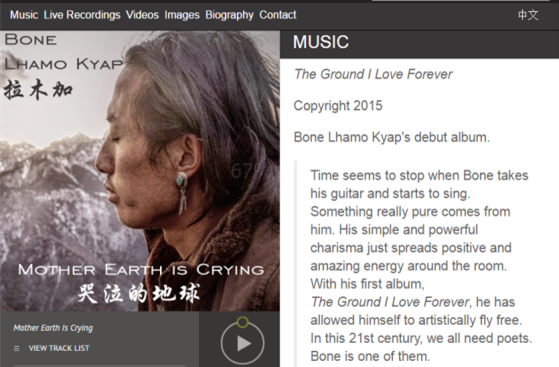 Music Live Recordings Videos Images Biography Contact 中文
Bone
Lhamo Kyap
拉木加
Mother Earth is Crying
哭泣的地球
Mother Earth Is Crying
VIEW TRACK LIST
MUSIC
The Ground I Love Forever
Copyright 2015
Bone Lhamo Kyap's debut album.
Time seems to stop when Bone takes
his guitar and starts to sing.
Something really pure comes from
him. His simple and powerful
charisma just spreads positive and
amazing energy around the room.
With his first album,
The Ground I Love Forever, he has
allowed himself to artistically fly free.
In this 21st century, we all need poets.
Bone is one of them.